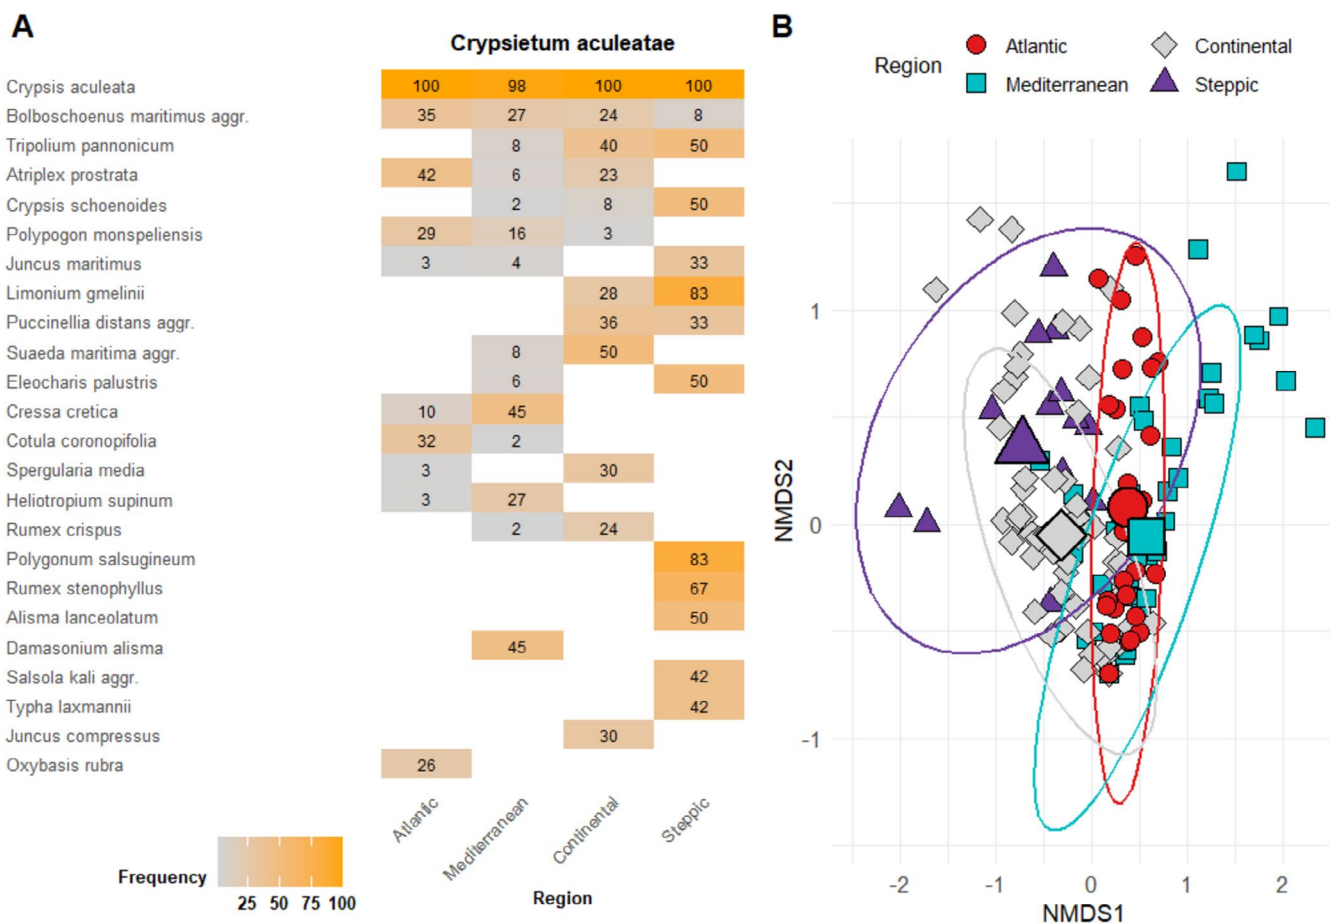 A
Crypsietum aculeatae
Crypsis aculeata 100 98 100 100
Bolboschoenus maritimus aggr. 35 27 24 8
Tripolium pannonicum 8 40 50
Atriplex prostrata 42 6 23
Crypsis schoenoides 2 8 50
Polypogon monspeliensis 29 16 3
Juncus maritimus 3 4 33
Limonium gmelinii 28 83
Puccinellia distans aggr. 36 33
Suaeda maritima aggr. 8 50
Eleocharis palustris 6 50
Cressa cretica 10 45
Cotula coronopifolia 32 2
Spergularia media 3 30
Heliotropium supinum 3 27
Rumex crispus 2 24
Polygonum salsugineum 83
Rumex stenophyllus 67
Alisma lanceolatum 50
Damasonium alisma 45
Salsola kali aggr. 42
Typha laxmannii 42
Juncus compressus 30
Oxybasis rubra 26
Atlantic Mediterranean Continental Steppic
Region
Frequency
25 50 75 100
B
Region
Atlantic Continental
Mediterranean Steppic
NMDS2
1
0
-1
-2 -1 0 1 2
NMDS1